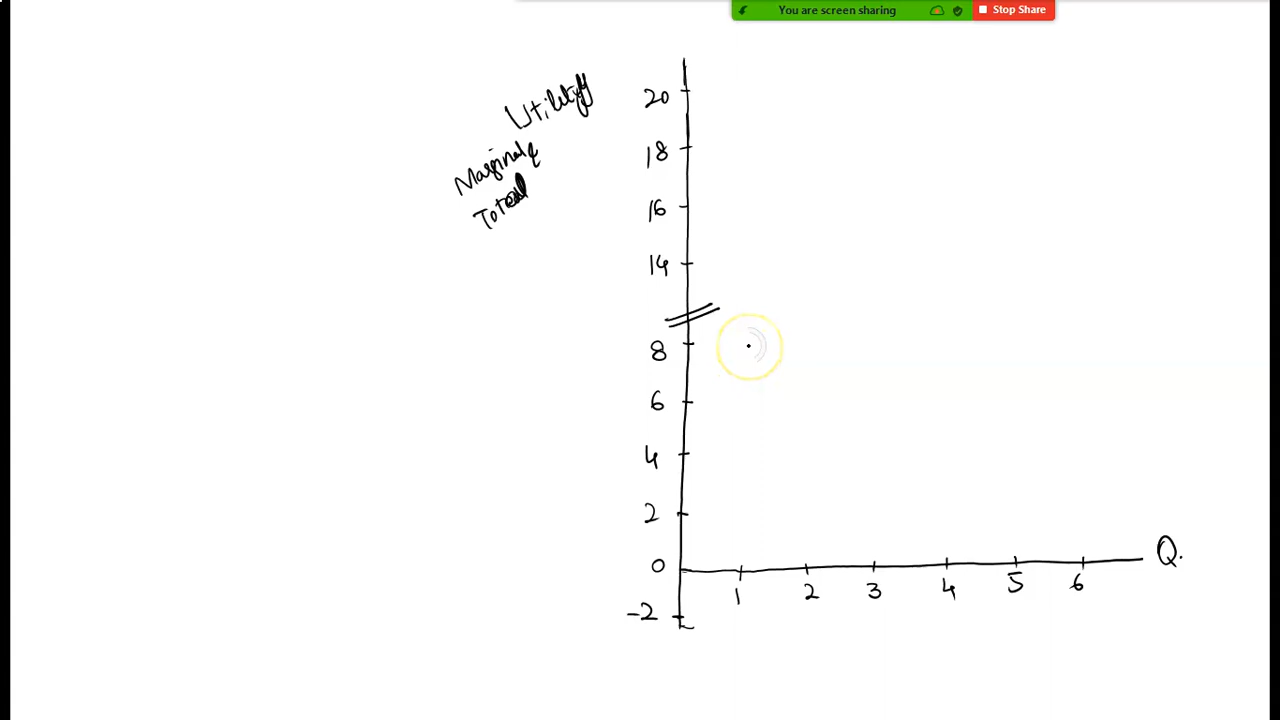 You are screen sharing
Stop Share
Utility
Marginal &
Total
20
18
16
14
8
6
4
2
0
-2
1 2 3 4 5 6
Q.